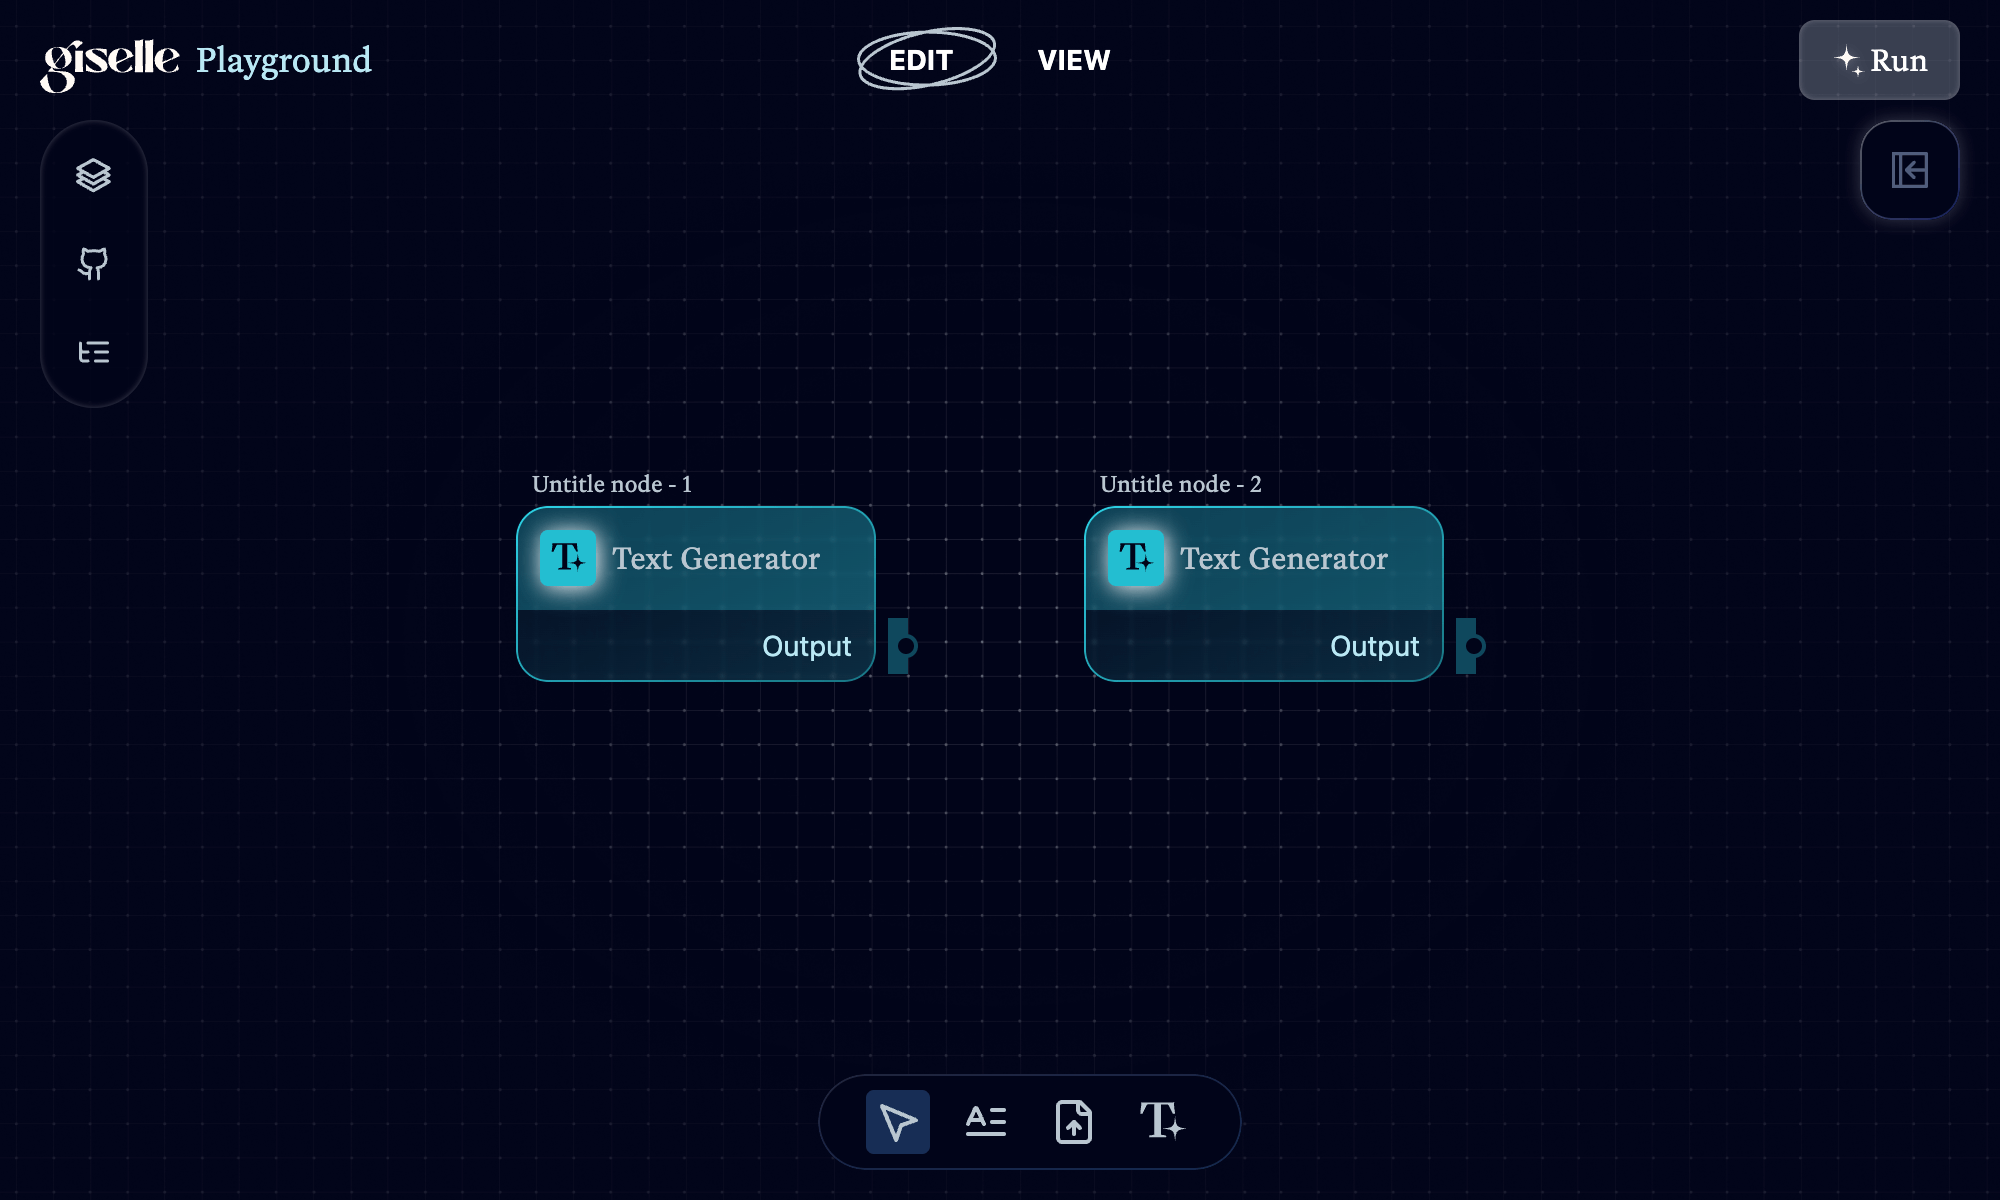 giselle Playground
EDIT
VIEW
Run
Untitle node - 1
Text Generator
Output
Untitle node - 2
Text Generator
Output